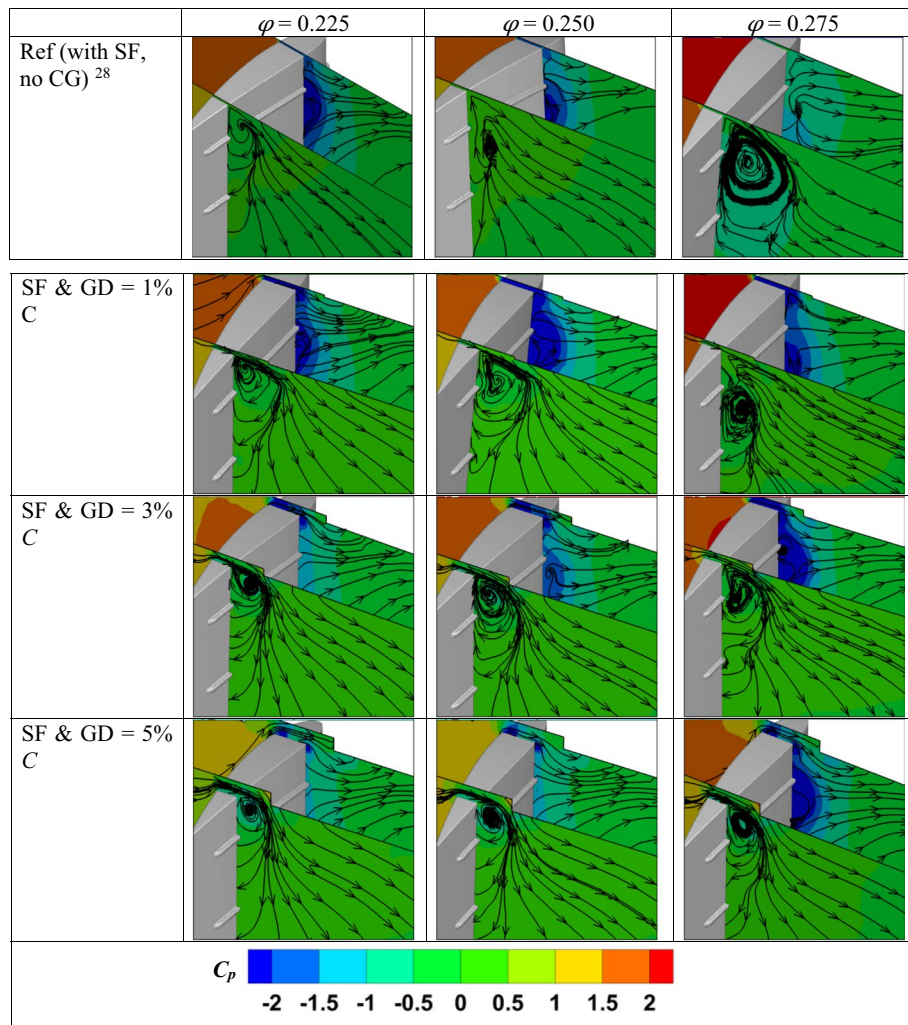 φ = 0.225 φ = 0.250 φ = 0.275
Ref (with SF,
no CG) 28
SF & GD = 1%
C
SF & GD = 3%
C
SF & GD = 5%
C
Cp
-2 -1.5 -1 -0.5 0 0.5 1 1.5 2